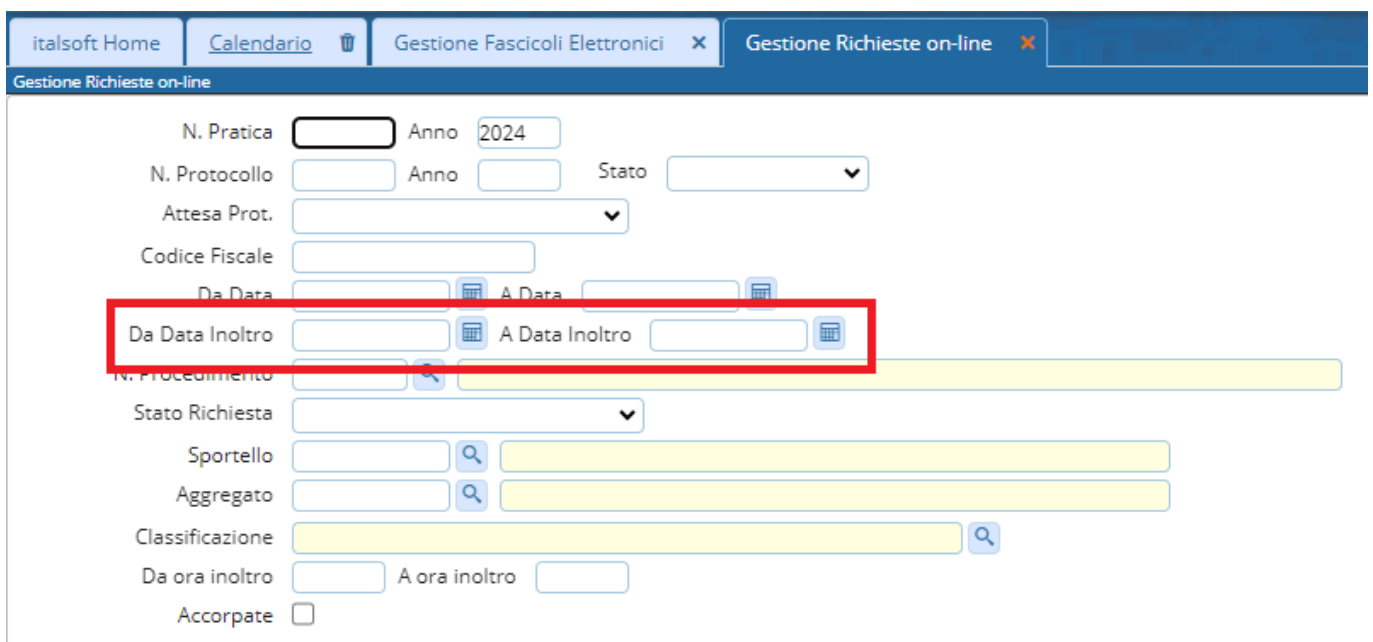 italsoft Home Calendario Gestione Fascicoli Elettronici Gestione Richieste on-line
Gestione Richieste on-line
N. Pratica Anno 2024
N. Protocollo Anno Stato
Attesa Prot.
Codice Fiscale
Da Data A Data
Da Data Inoltro A Data Inoltro
N. Procedimento
Stato Richiesta
Sportello
Aggregato
Classificazione
Da ora inoltro A ora inoltro
Accorpate